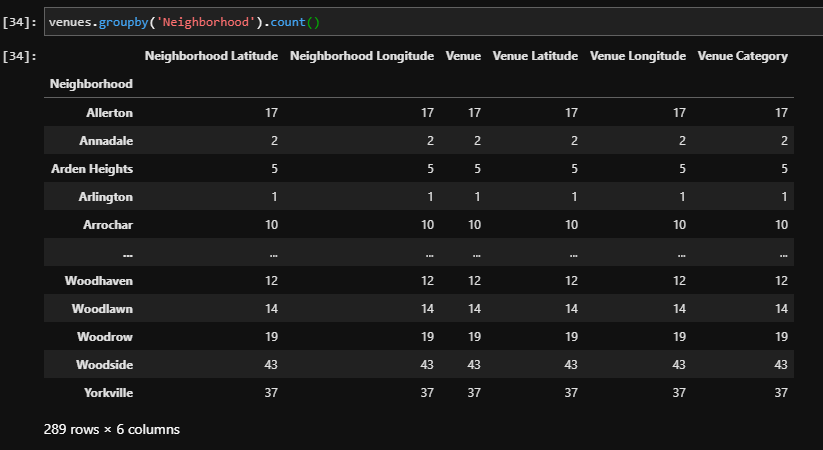 [34]: venues.groupby('Neighborhood').count()
[34]: Neighborhood Latitude Neighborhood Longitude Venue Venue Latitude Venue Longitude Venue Category
Neighborhood
Allerton 17 17 17 17 17 17
Annadale 2 2 2 2 2 2
Arden Heights 5 5 5 5 5 5
Arlington 1 1 1 1 1 1
Arrochar 10 10 10 10 10 10
... ... ... ... ... ... ...
Woodhaven 12 12 12 12 12 12
Woodlawn 14 14 14 14 14 14
Woodrow 19 19 19 19 19 19
Woodside 43 43 43 43 43 43
Yorkville 37 37 37 37 37 37
289 rows × 6 columns